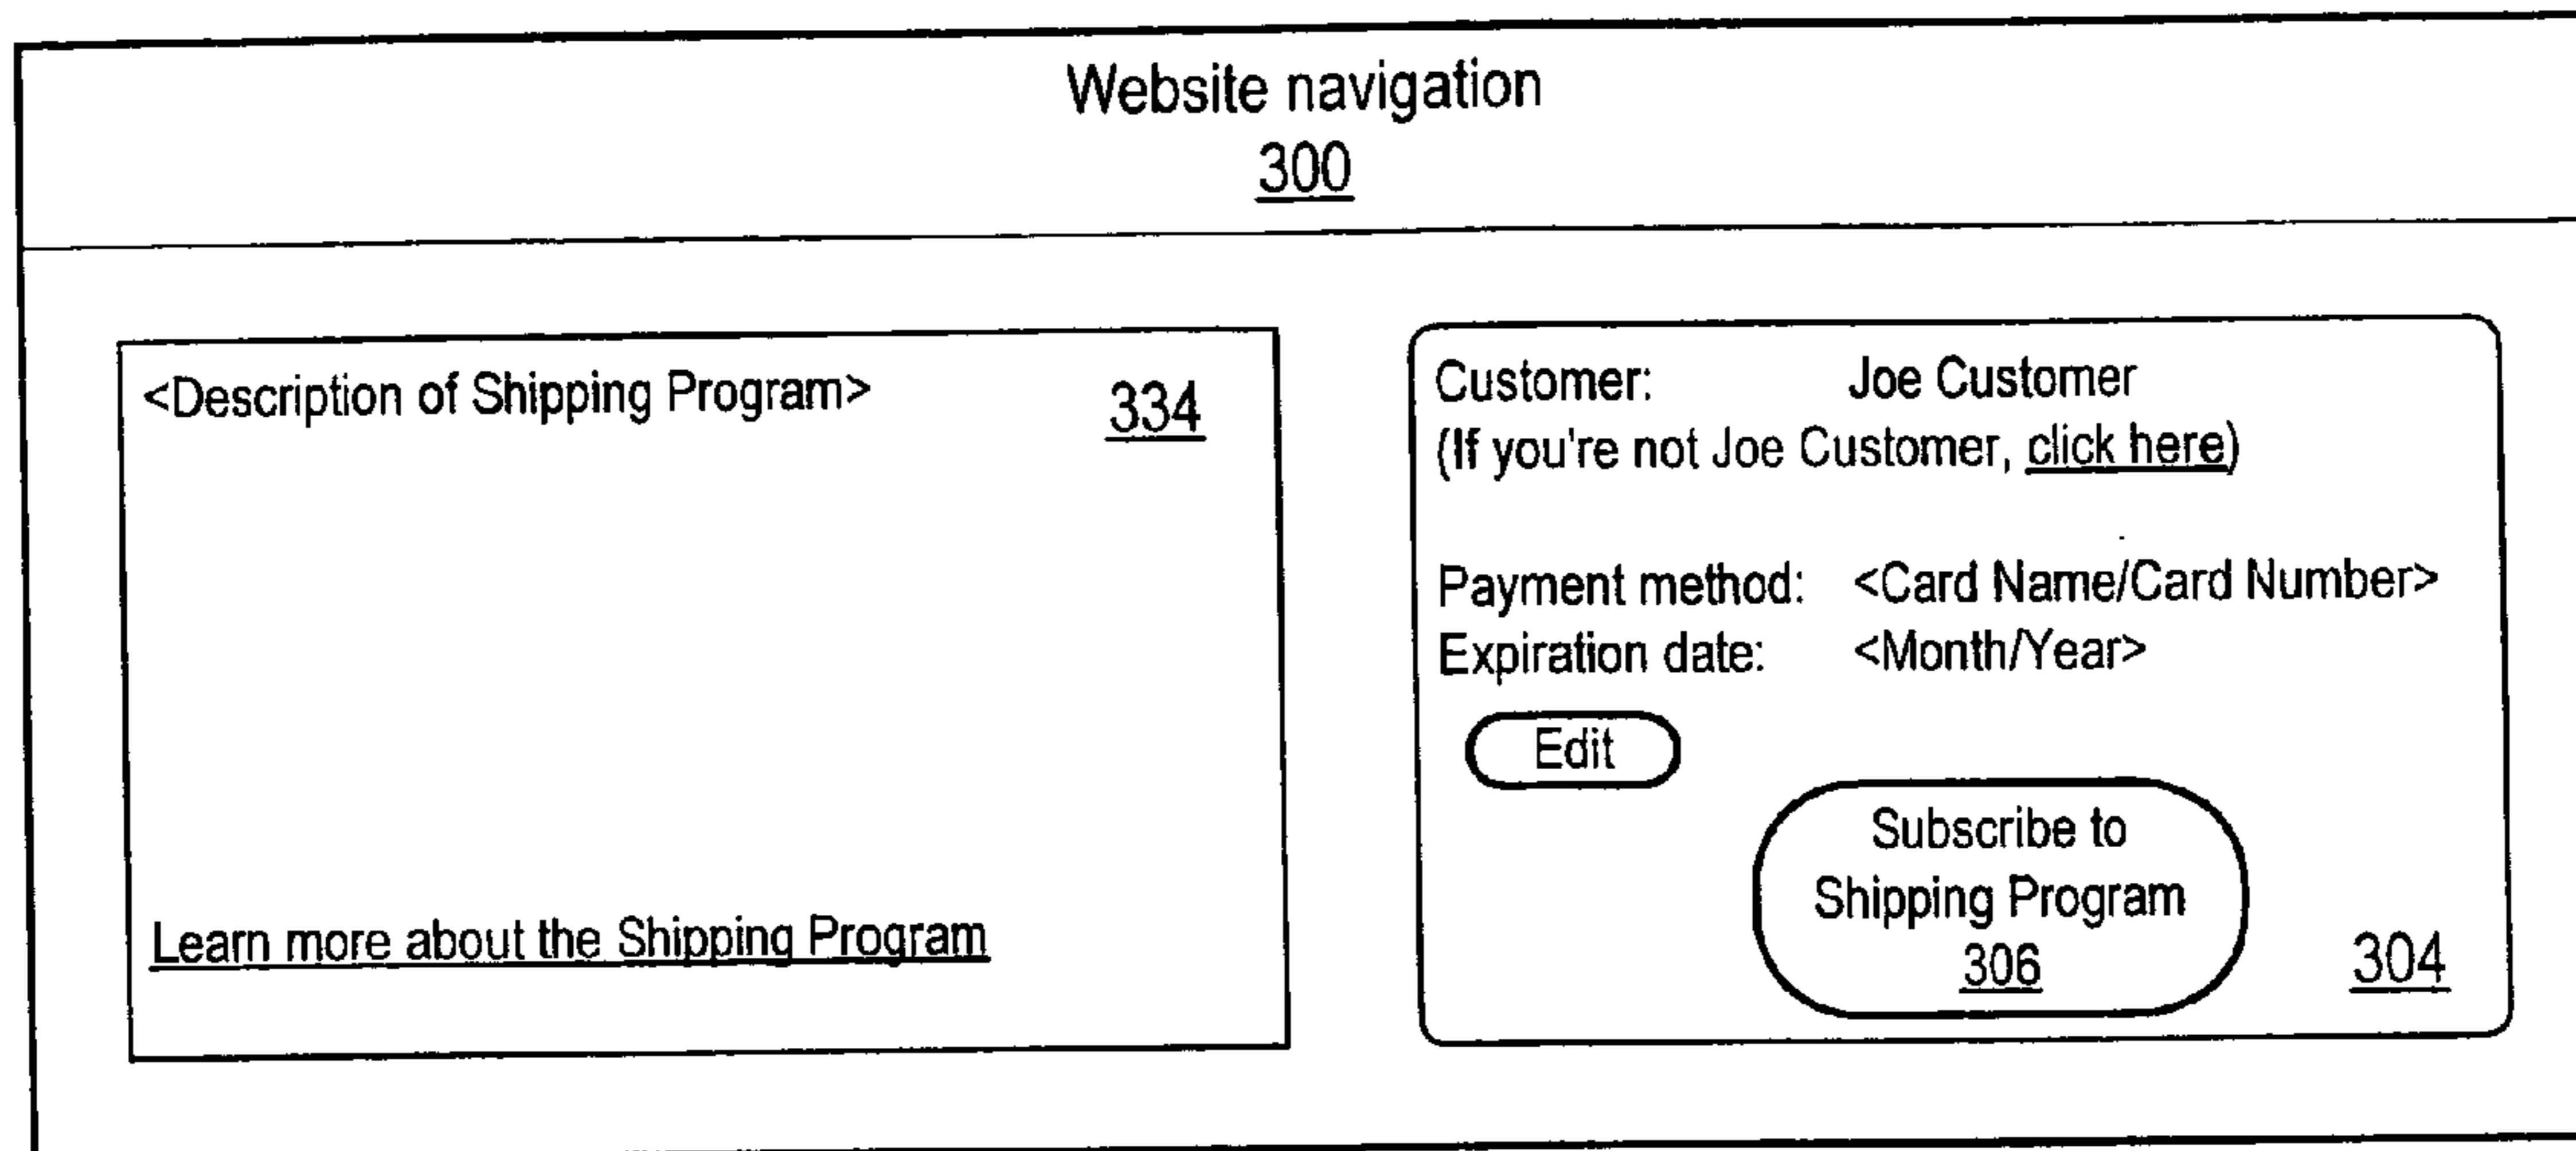 Website navigation
300
<Description of Shipping Program> 334
Learn more about the Shipping Program
Customer: Joe Customer
(If you're not Joe Customer, click here)
Payment method: <Card Name/Card Number>
Expiration date: <Month/Year>
Edit
Subscribe to
Shipping Program
306
304